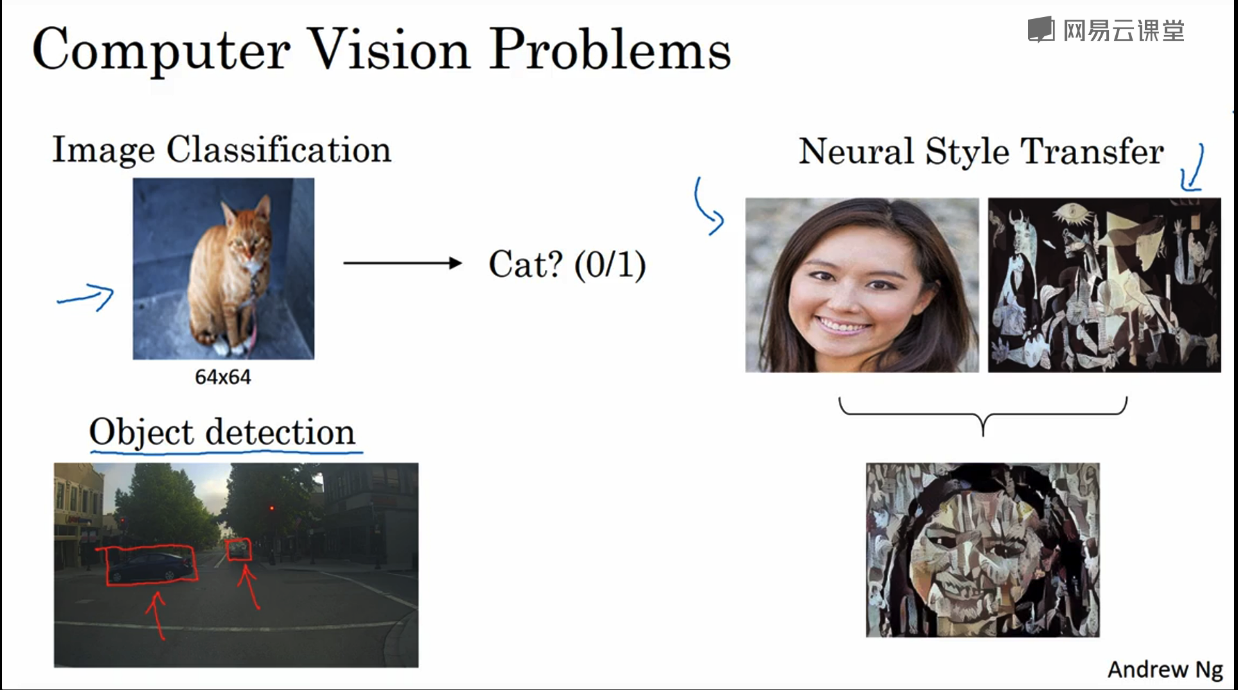 Computer Vision Problems
网易云课堂
Image Classification
Cat? (0/1)
64x64
Neural Style Transfer
Object detection
Andrew Ng